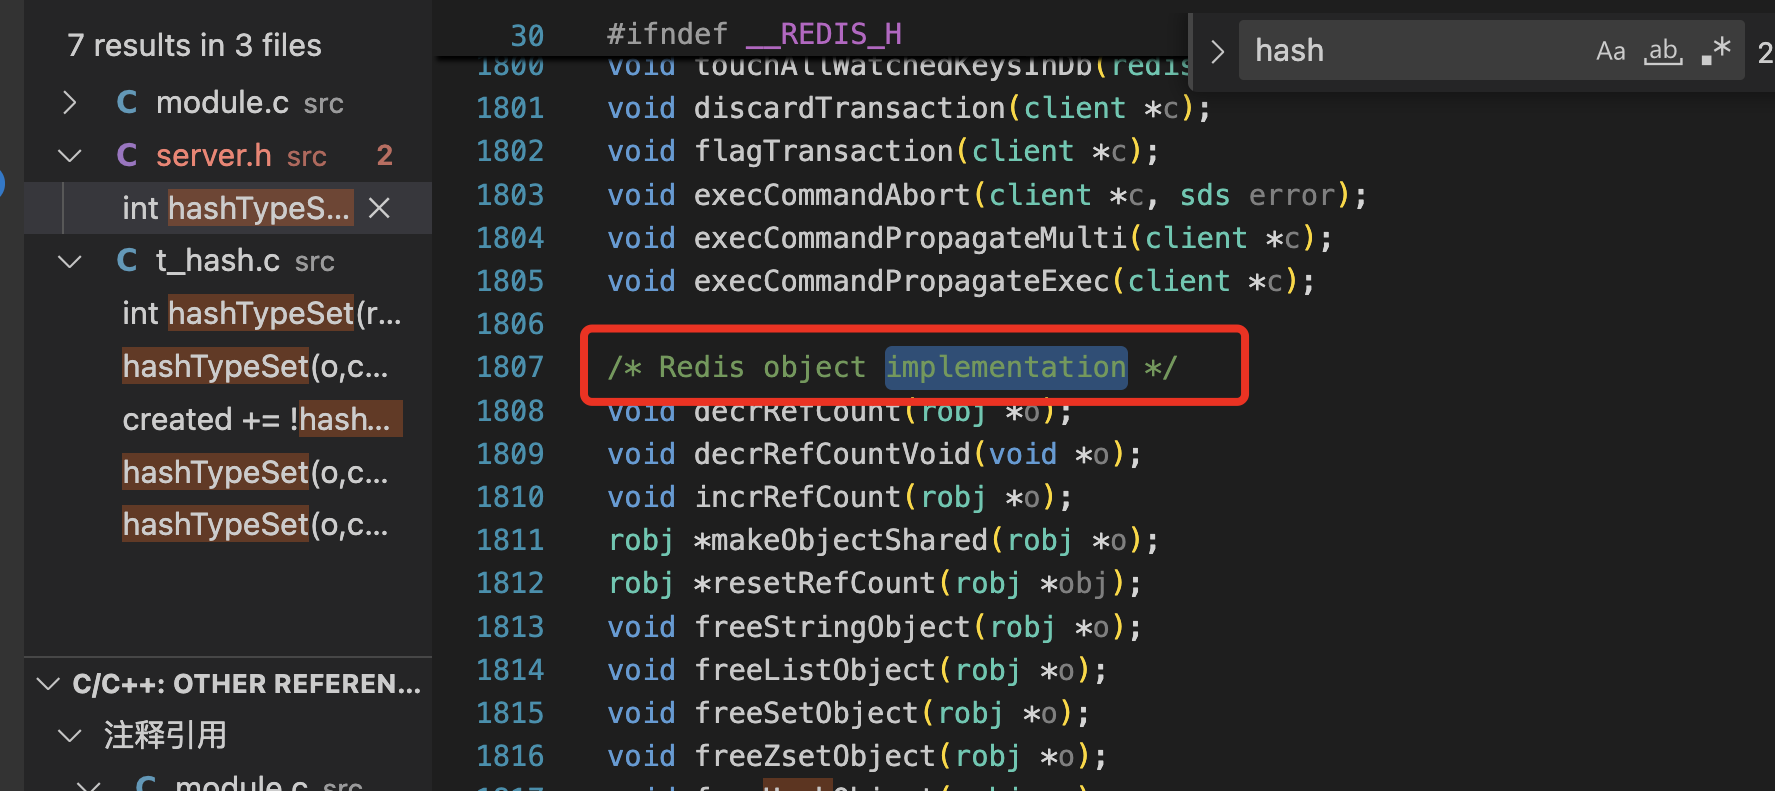 7 results in 3 files
module.c src
server.h src 2
int hashTypeS...
t_hash.c src
int hashTypeSet(r...
hashTypeSet(o,c...
created += !hash...
hashTypeSet(o,c...
hashTypeSet(o,c...
C/C++: OTHER REFEREN...
注释引用
module.c src
hash Aa ab .* 2
30 #ifndef __REDIS_H
1800 void touchAllWatchedKeysInDb(redis
1801 void discardTransaction(client *c);
1802 void flagTransaction(client *c);
1803 void execCommandAbort(client *c, sds error);
1804 void execCommandPropagateMulti(client *c);
1805 void execCommandPropagateExec(client *c);
1806
1807 /* Redis object implementation */
1808 void decrRefCount(robj *o);
1809 void decrRefCountVoid(void *o);
1810 void incrRefCount(robj *o);
1811 robj *makeObjectShared(robj *o);
1812 robj *resetRefCount(robj *obj);
1813 void freeStringObject(robj *o);
1814 void freeListObject(robj *o);
1815 void freeSetObject(robj *o);
1816 void freeZsetObject(robj *o);